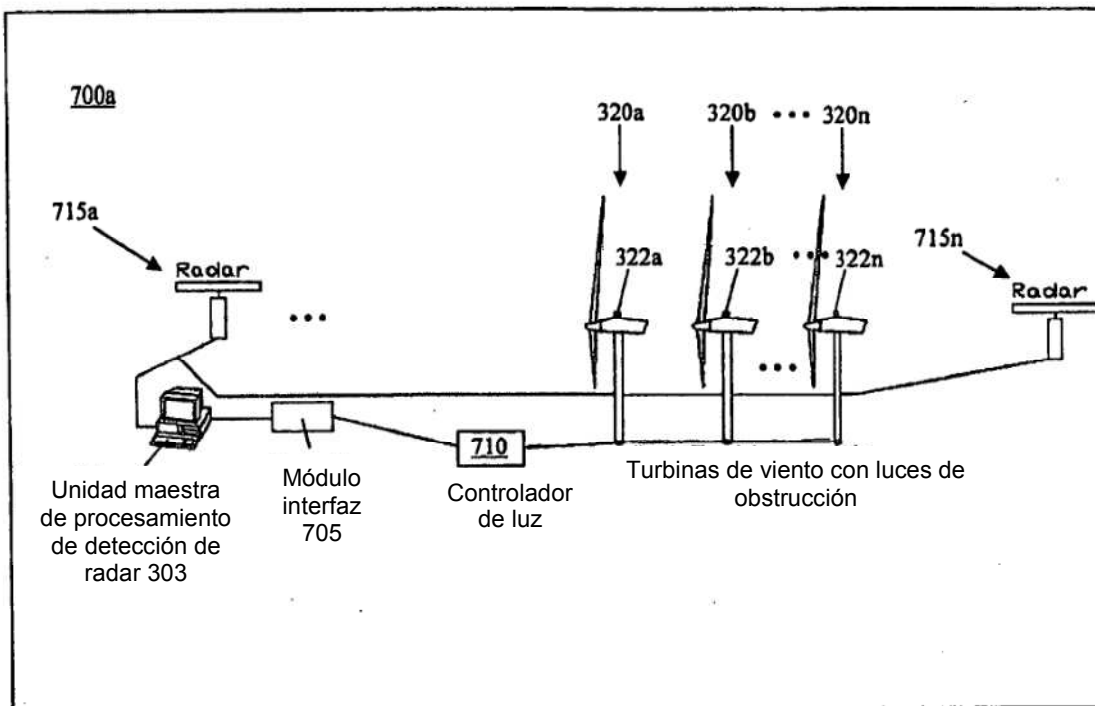 700a
320a 320b ••• 320n
715a
322a 322b 322n
715n
Radar
•••
Radar
•••
710
Unidad maestra
de procesamiento
de detección de
radar 303
Módulo
interfaz
705
Controlador
de luz
Turbinas de viento con luces de
obstrucción